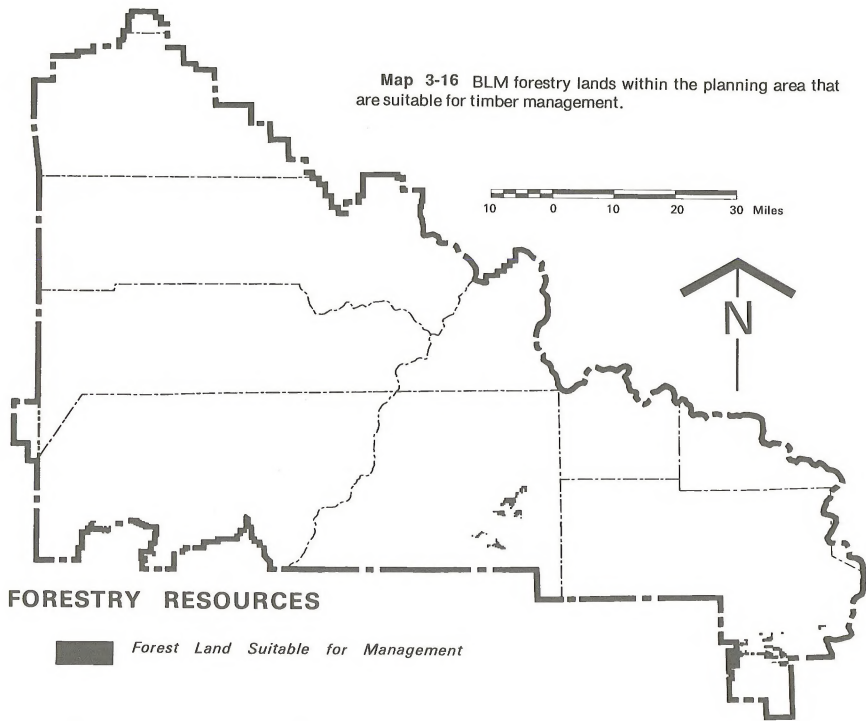 Map 3-16 BLM forestry lands within the planning area that
are suitable for timber management.
10 0 10 20 30 Miles
N
FORESTRY RESOURCES
Forest Land Suitable for Management